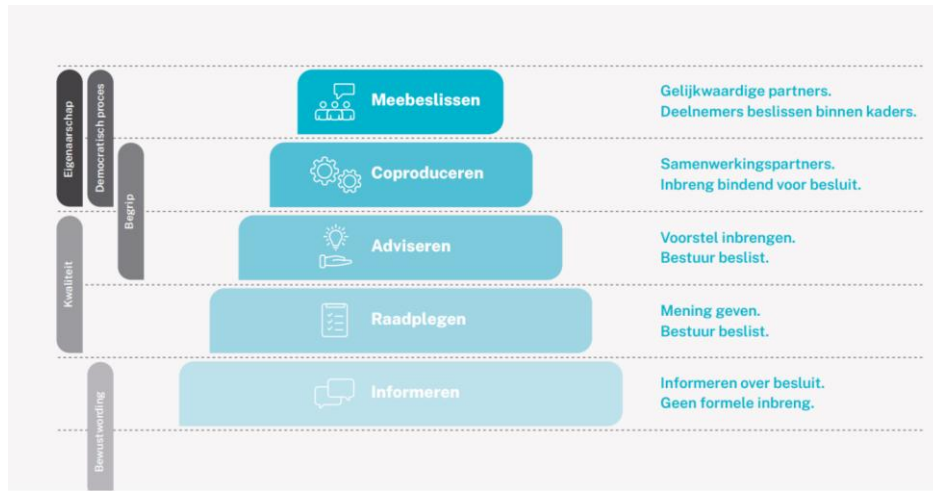 Eigenaarschap
Democratisch proces
Meebeslissen
Gelijkwaardige partners.
Deelnemers beslissen binnen kaders.
Begrip
Coproduceren
Samenwerkingspartners.
Inbreng bindend voor besluit.
Kwaliteit
Adviseren
Voorstel inbrengen.
Bestuur beslist.
Raadplegen
Mening geven.
Bestuur beslist.
Bewustwording
Informeren
Informeren over besluit.
Geen formele inbreng.